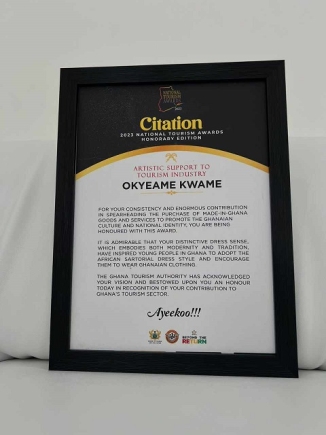 Citation
2023 NATIONAL TOURISM AWARDS
HONORARY EDITION
ARTISTIC SUPPORT TO
TOURISM INDUSTRY
OKYEAME KWAME
FOR YOUR CONSISTENCY AND ENORMOUS CONTRIBUTION
IN SPEARHEADING THE PURCHASE OF MADE-IN-GHANA
GOODS AND SERVICES TO PROMOTE THE GHANAIAN
CULTURE AND NATIONAL IDENTITY, YOU ARE BEING
HONOURED WITH THIS AWARD.
IT IS ADMIRABLE THAT YOUR DISTINCTIVE DRESS SENSE,
WHICH EMBODIES BOTH MODERNITY AND TRADITION,
HAVE INSPIRED YOUNG PEOPLE IN GHANA TO ADOPT THE
AFRICAN SARTORIAL DRESS STYLE AND ENCOURAGE
THEM TO WEAR GHANAIAN CLOTHING.
THE GHANA TOURISM AUTHORITY HAS ACKNOWLEDGED
YOUR VISION AND BESTOWED UPON YOU AN HONOUR
TODAY IN RECOGNITION OF YOUR CONTRIBUTION TO
GHANA'S TOURISM SECTOR.
Ayeekoo!!!
BEYOND THE
RETURN